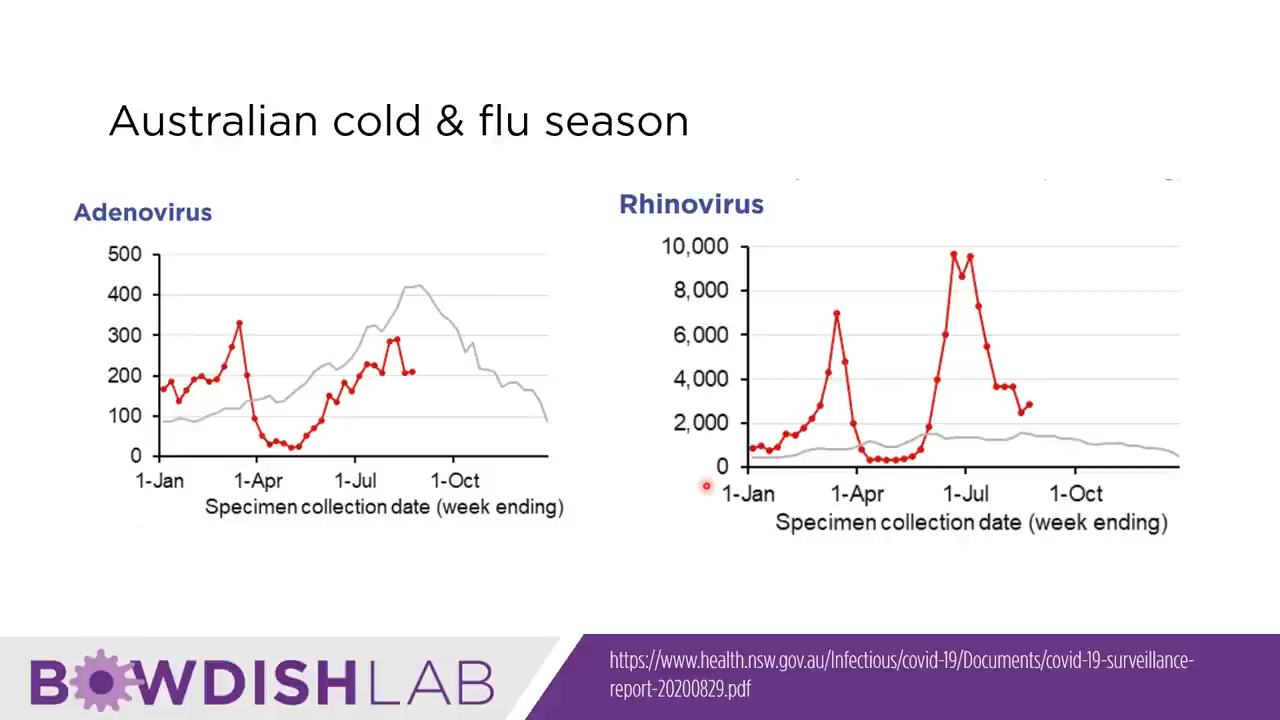 Australian cold & flu season
Adenovirus
500
400
300
200
100
0
1-Jan 1-Apr 1-Jul 1-Oct
Specimen collection date (week ending)
Rhinovirus
10,000
8,000
6,000
4,000
2,000
0
1-Jan 1-Apr 1-Jul 1-Oct
Specimen collection date (week ending)
BOWDISHLAB
https://www.health.nsw.gov.au/Infectious/covid-19/Documents/covid-19-surveillance-
report-20200829.pdf